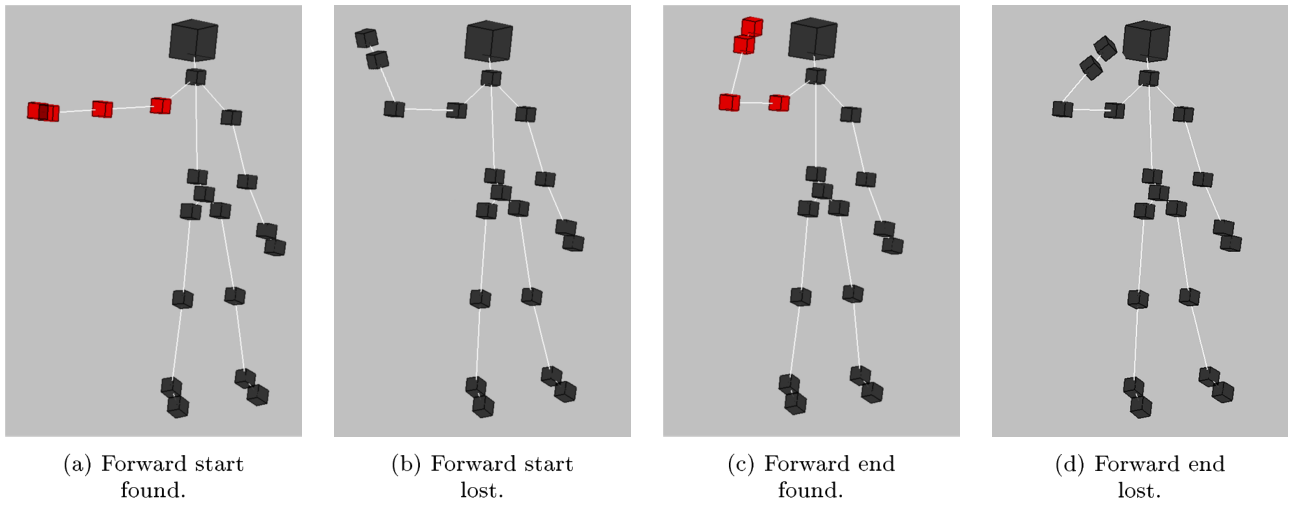 (a) Forward start
found.
(b) Forward start
lost.
(c) Forward end
found.
(d) Forward end
lost.